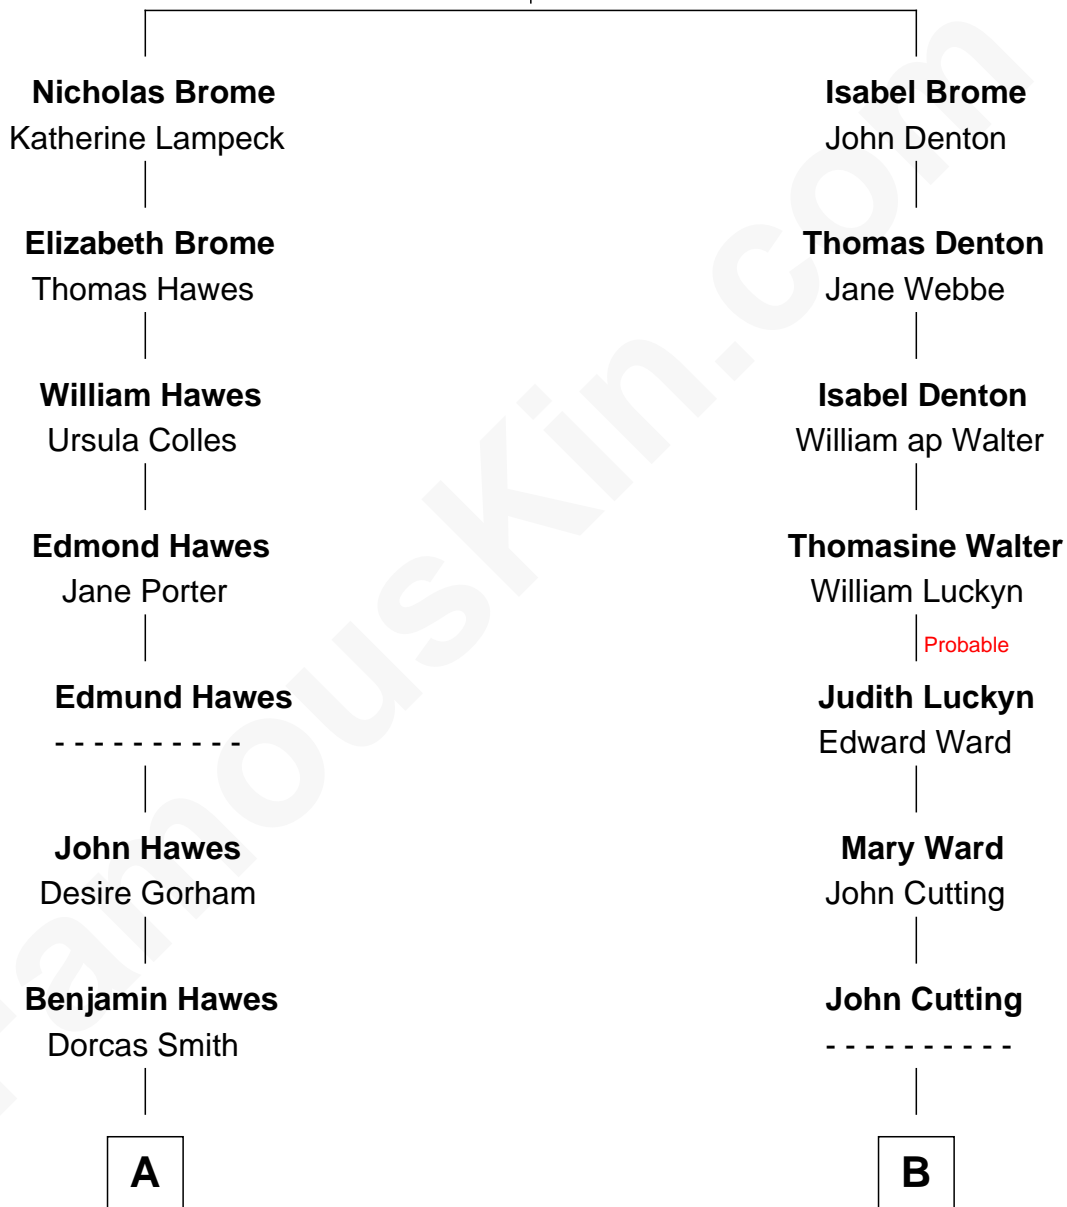 Nicholas Brome
Katherine Lampeck
Elizabeth Brome
Thomas Hawes
William Hawes
Ursula Colles
Edmond Hawes
Jane Porter
Edmund Hawes
- - - - - - - - - -
John Hawes
Desire Gorham
Benjamin Hawes
Dorcas Smith
A
Isabel Brome
John Denton
Thomas Denton
Jane Webbe
Isabel Denton
William ap Walter
Thomasine Walter
William Luckyn
Probable
Judith Luckyn
Edward Ward
Mary Ward
John Cutting
John Cutting
- - - - - - - - - -
B
FamousKin.com